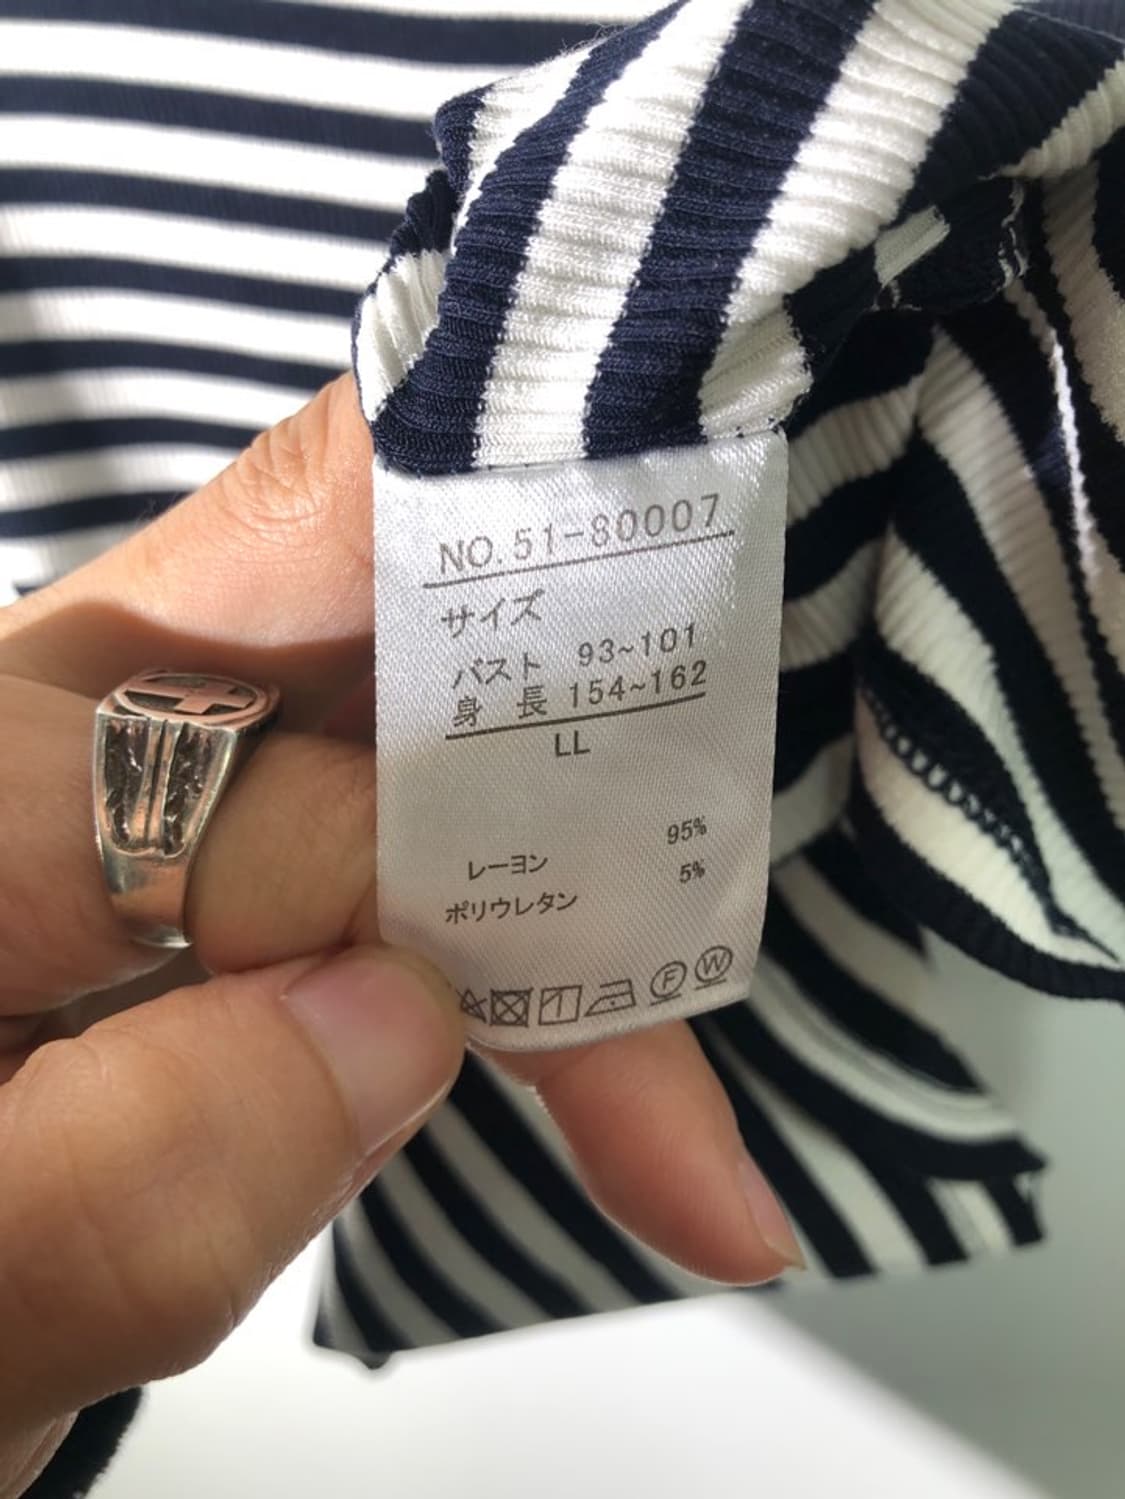 NO.51-80007
サイズ
バスト 93~101
身 長 154~162
LL
レーヨン 95%
ポリウレタン 5%
F W